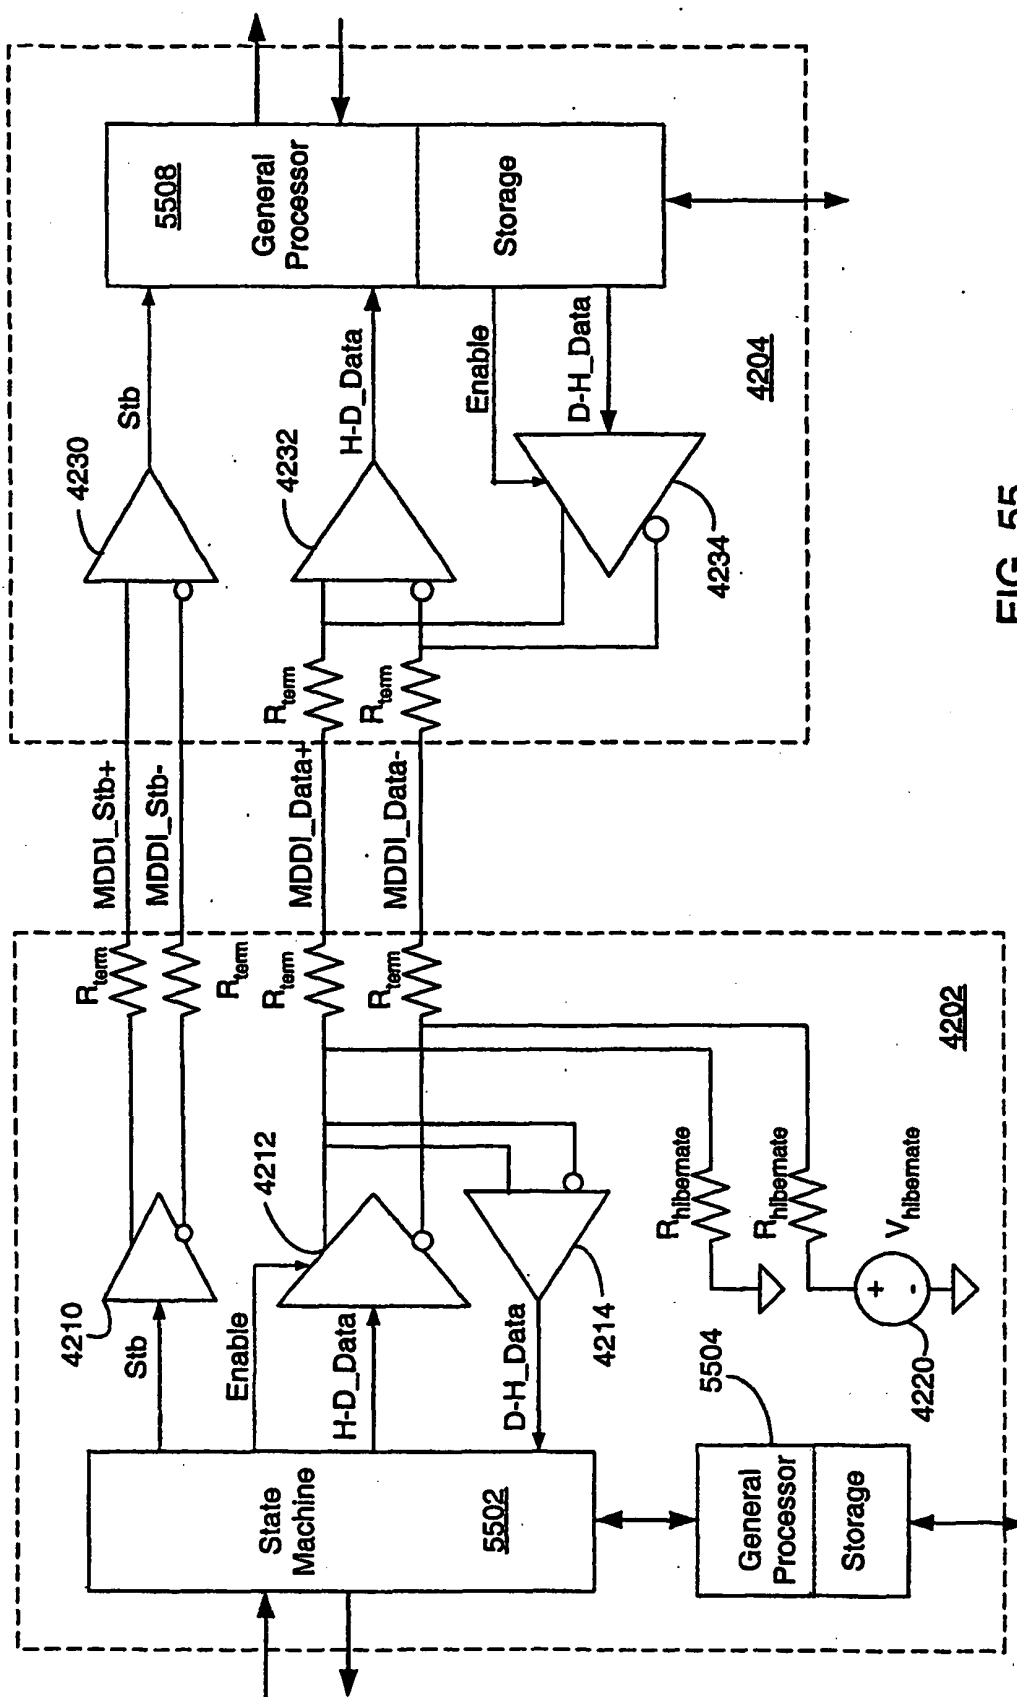 4202
State
Machine
5502
Stb
Enable
H-D_Data
D-H_Data
4210
4212
4214
General
Processor
Storage
5504
Rterm
Rterm
Rterm
Rterm
Rhibernate
Rhibernate
Vhibernate
+
-
4220
MDDI_Stb+
MDDI_Stb-
MDDI_Data+
MDDI_Data-
4204
Rterm
Rterm
4230
4232
4234
Stb
H-D_Data
Enable
D-H_Data
5508
General
Processor
Storage
FIG. 55